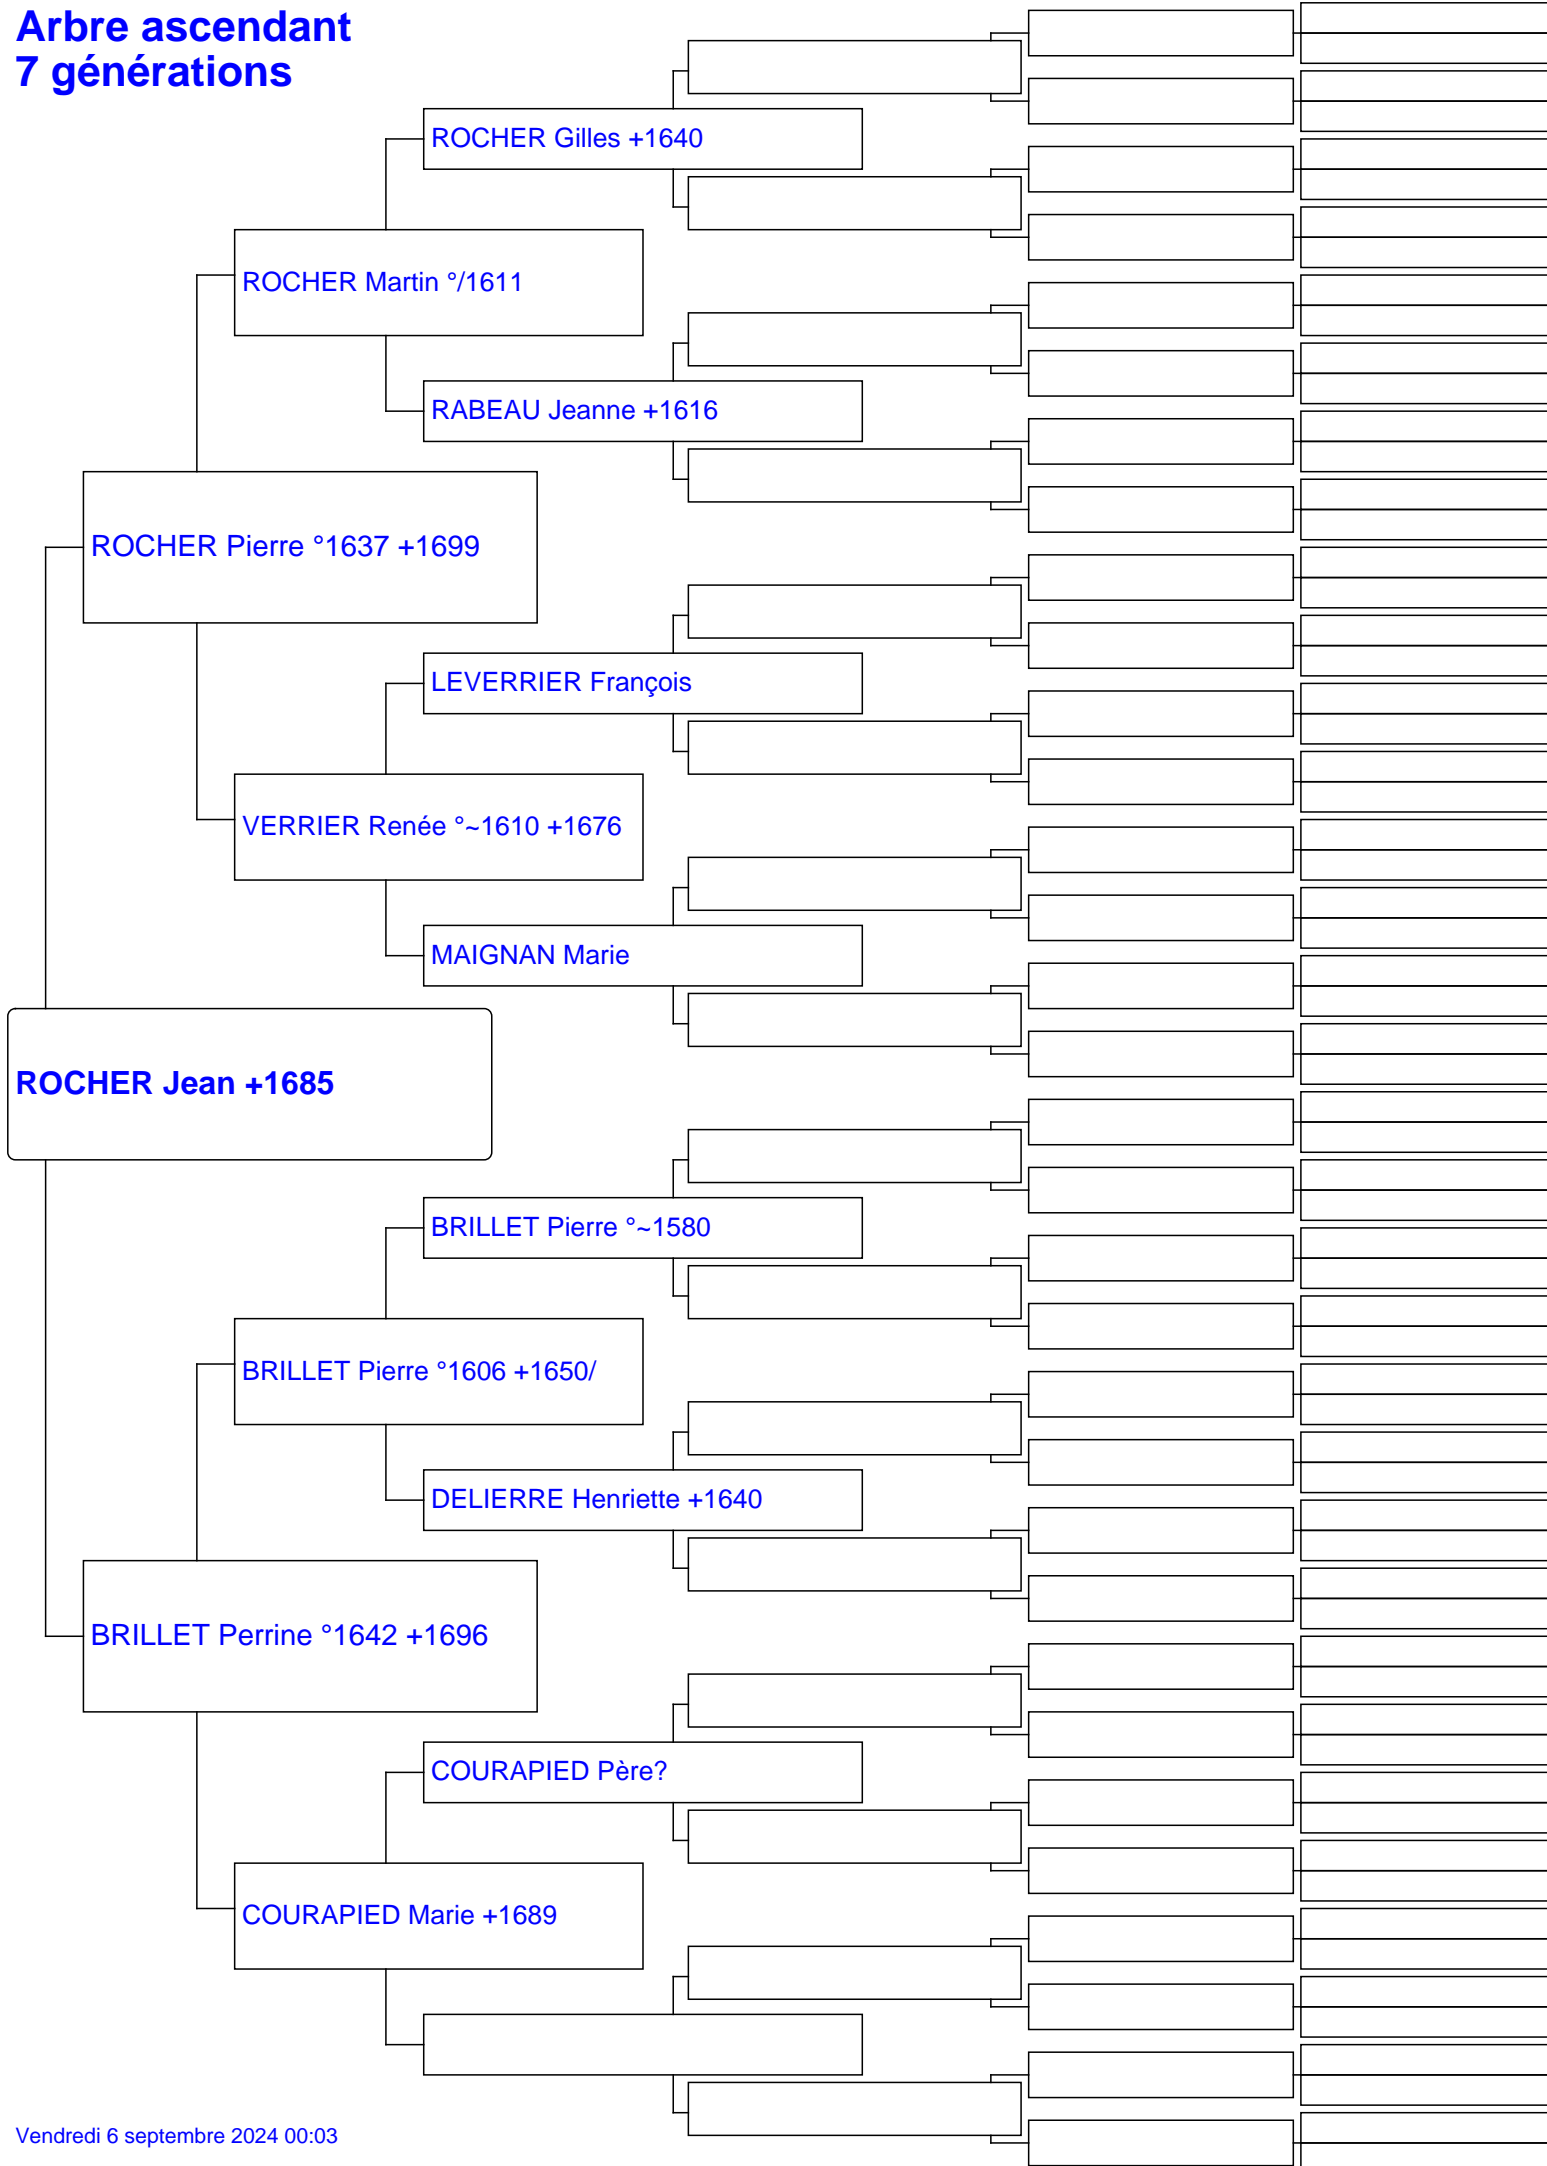 Arbre ascendant
7 générations
ROCHER Gilles +1640
ROCHER Martin °/1611
RABEAU Jeanne +1616
ROCHER Pierre °1637 +1699
LEVERRIER François
VERRIER Renée °~1610 +1676
MAIGNAN Marie
ROCHER Jean +1685
BRILLET Pierre °~1580
BRILLET Pierre °1606 +1650/
DELIERRE Henriette +1640
BRILLET Perrine °1642 +1696
COURAPIED Père?
COURAPIED Marie +1689
Vendredi 6 septembre 2024 00:03